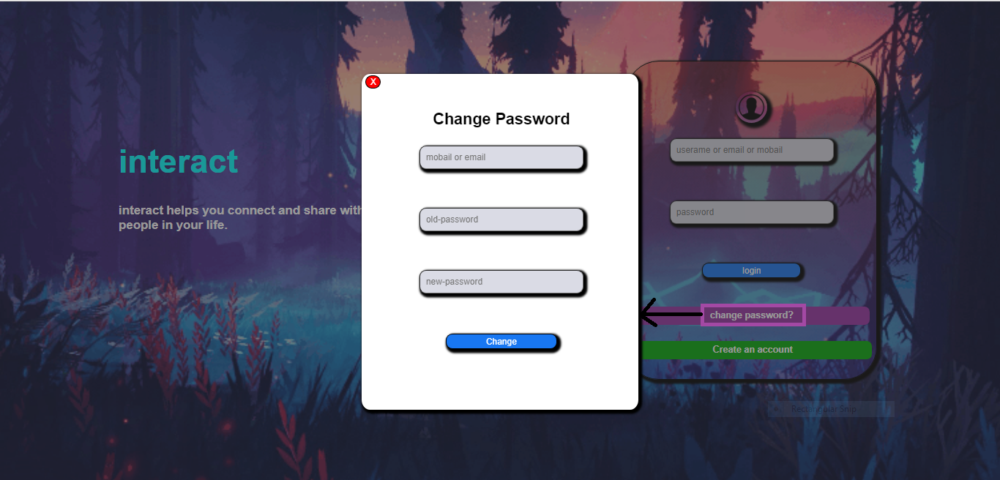 interact
interact helps you connect and share with
people in your life.
X
Change Password
mobail or email
old-password
new-password
Change
userame or email or mobail
password
login
change password?
Create an account
Rectangular Snip